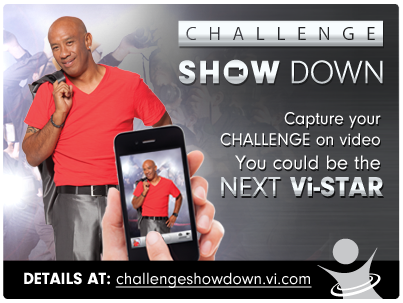 CHALLENGE
SHOW DOWN
Capture your
CHALLENGE on video
You could be the
NEXT Vi-STAR
DETAILS AT: challengeshowdown.vi.com